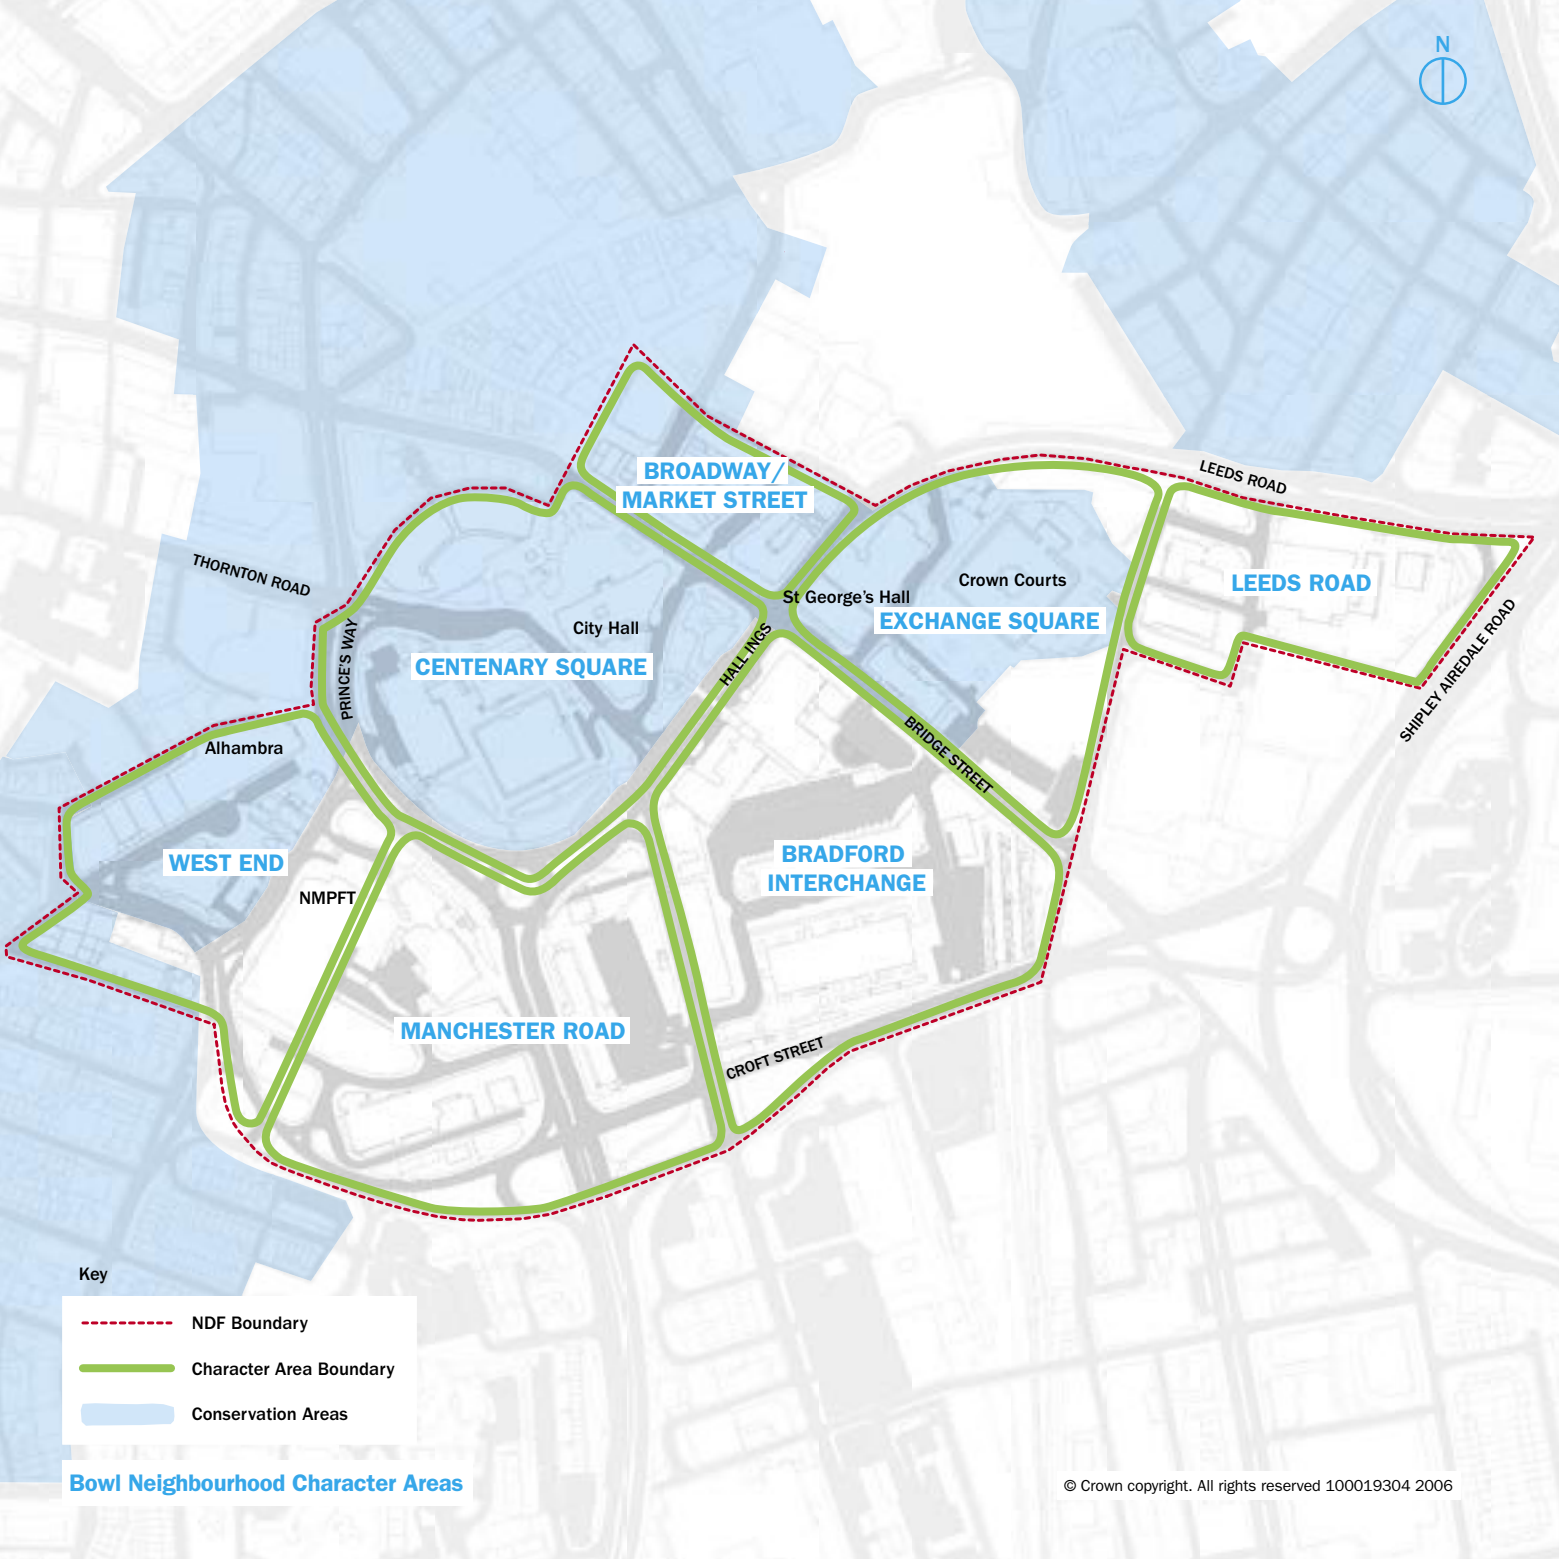 N
LEEDS ROAD
BROADWAY/
MARKET STREET
THORNTON ROAD
St George's Hall
Crown Courts
LEEDS ROAD
EXCHANGE SQUARE
City Hall
CENTENARY SQUARE
PRINCE'S WAY
HALL INGS
SHIPLEY AIREDALE ROAD
Alhambra
BRIDGE STREET
WEST END
NMPFT
BRADFORD
INTERCHANGE
MANCHESTER ROAD
CROFT STREET
Key
NDF Boundary
Character Area Boundary
Conservation Areas
Bowl Neighbourhood Character Areas
© Crown copyright. All rights reserved 100019304 2006